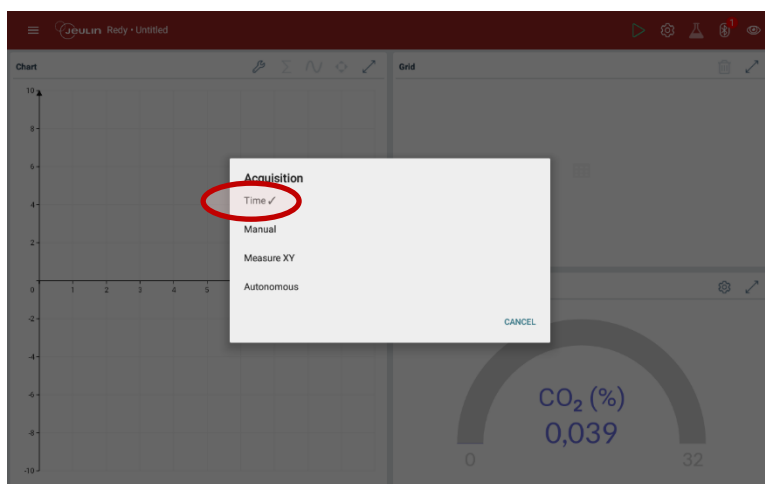 Jeulin Redy • Untitled
1
Chart
Grid
10
8
6
4
2
0 1 2 3 4 5
-2
-4
-6
-8
-10
Acquisition
Time ✓
Manual
Measure XY
Autonomous
CANCEL
CO₂ (%)
0,039
0 32